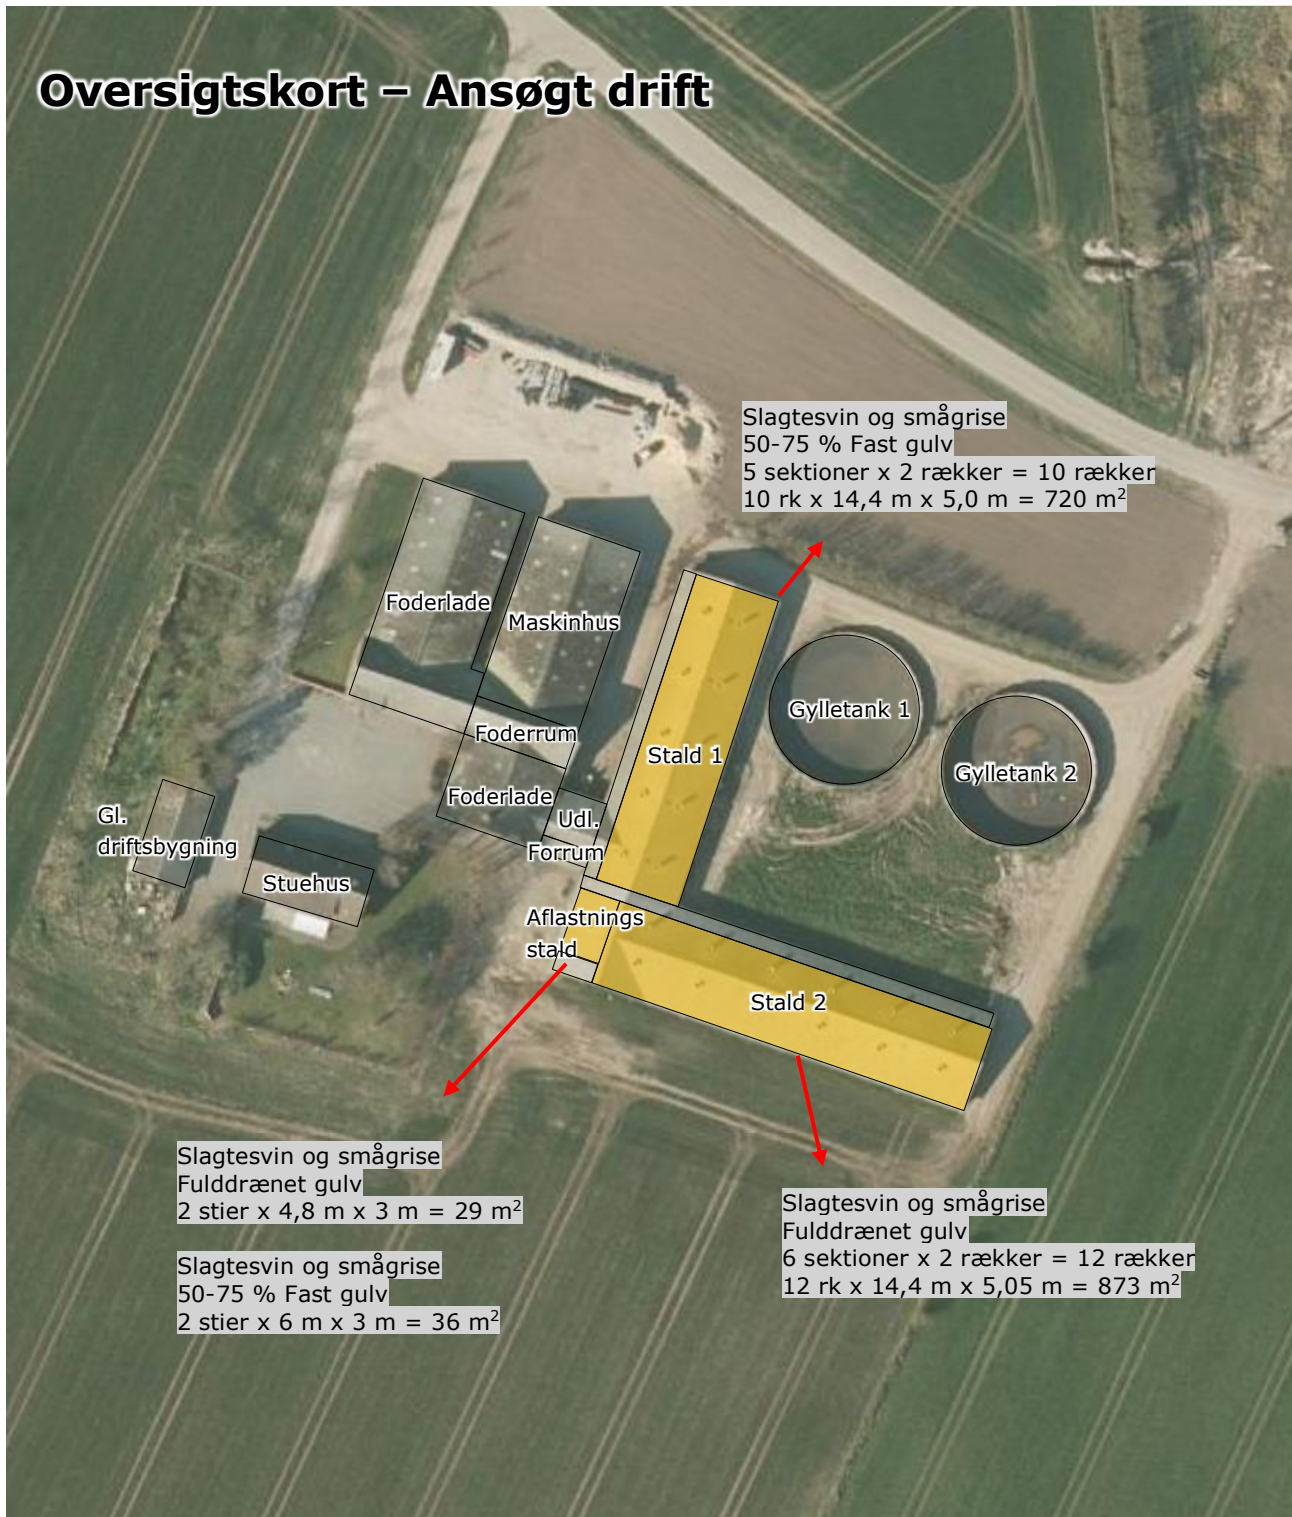 Oversigtskort – Ansøgt drift
Slagtesvin og smågrise
50-75 % Fast gulv
5 sektioner x 2 rækker = 10 rækker
10 rk x 14,4 m x 5,0 m = 720 m²
Foderlade
Maskinhus
Gylletank 1
Foderrum
Stald 1
Gylletank 2
Foderlade
Udl.
Gl.
driftsbygning
Forrum
Stuehus
Aflastnings
stald
Stald 2
Slagtesvin og smågrise
Fulddrænet gulv
2 stier x 4,8 m x 3 m = 29 m²
Slagtesvin og smågrise
50-75 % Fast gulv
2 stier x 6 m x 3 m = 36 m²
Slagtesvin og smågrise
Fulddrænet gulv
6 sektioner x 2 rækker = 12 rækker
12 rk x 14,4 m x 5,05 m = 873 m²